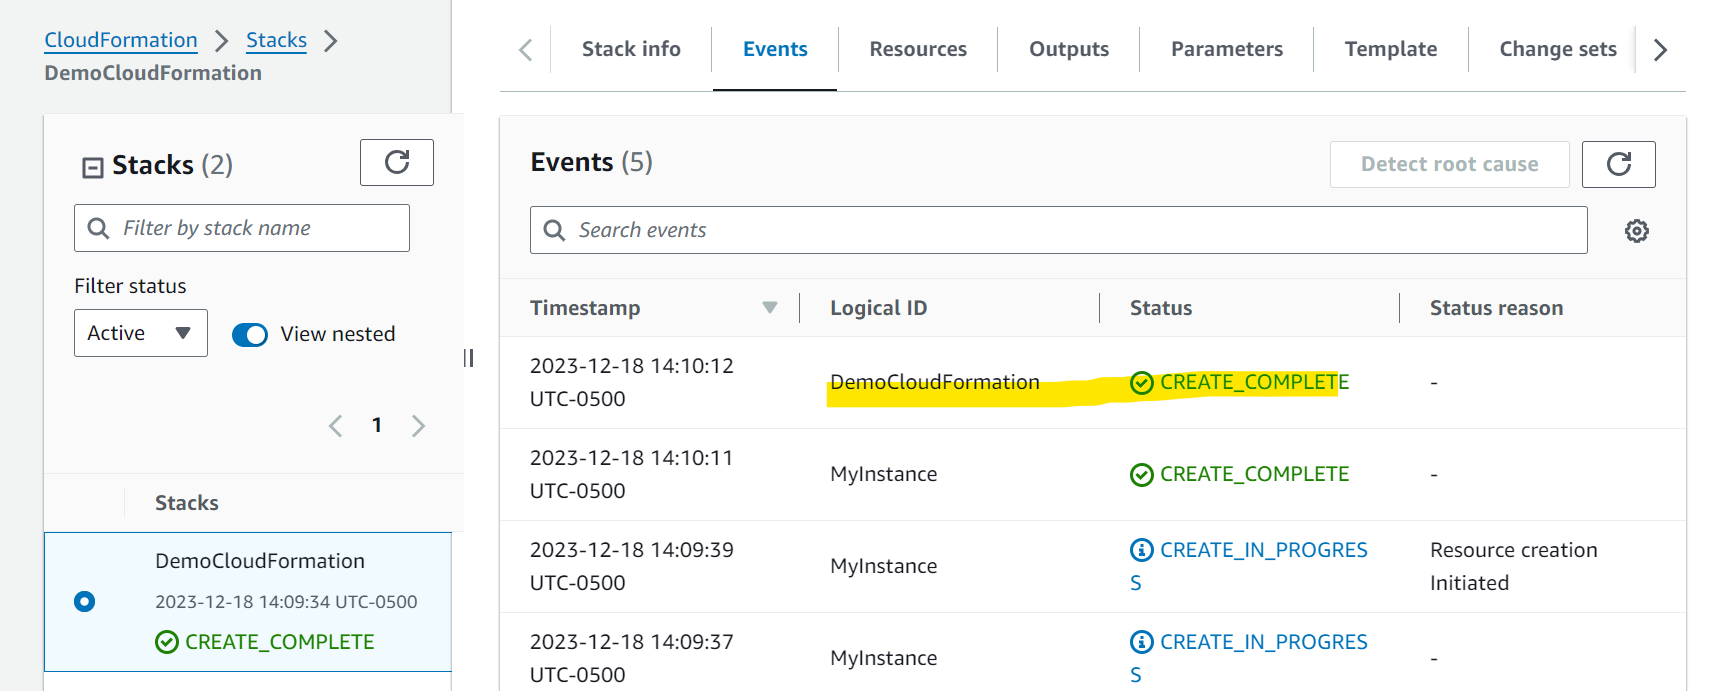 CloudFormation > Stacks >
DemoCloudFormation
Stacks (2)
Filter by stack name
Filter status
Active
View nested
1
Stacks
DemoCloudFormation
2023-12-18 14:09:34 UTC-0500
CREATE_COMPLETE
Stack info Events Resources Outputs Parameters Template Change sets
Events (5)
Detect root cause
Search events
Timestamp Logical ID Status Status reason
2023-12-18 14:10:12
UTC-0500
DemoCloudFormation
CREATE_COMPLETE
-
2023-12-18 14:10:11
UTC-0500
MyInstance
CREATE_COMPLETE
-
2023-12-18 14:09:39
UTC-0500
MyInstance
CREATE_IN_PROGRES
S
Resource creation
Initiated
2023-12-18 14:09:37
UTC-0500
MyInstance
CREATE_IN_PROGRES
S
-